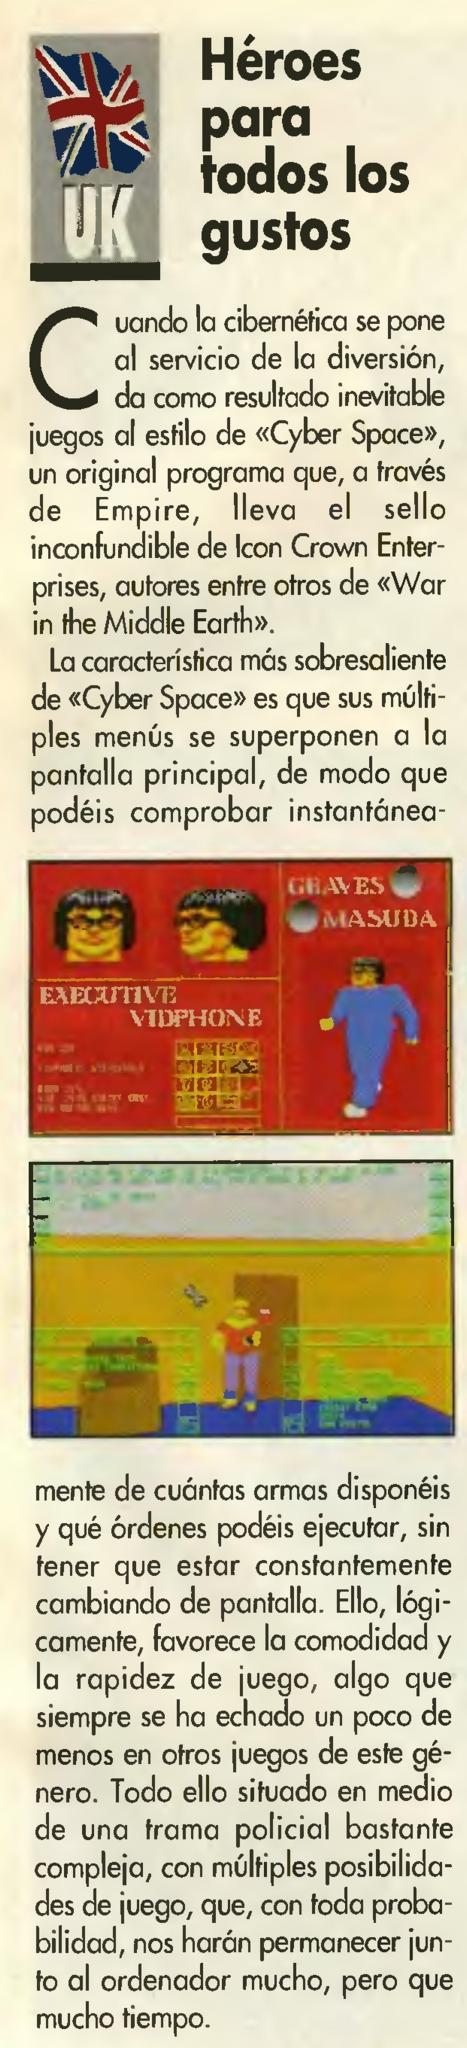 UK
Héroes
para
todos los
gustos
Cuando la cibernética se pone
al servicio de la diversión,
da como resultado inevitable
juegos al estilo de «Cyber Space»,
un original programa que, a través
de Empire, lleva el sello
inconfundible de Icon Crown Enter-
prises, autores entre otros de «War
in the Middle Earth».
La característica más sobresaliente
de «Cyber Space» es que sus múlti-
ples menús se superponen a la
pantalla principal, de modo que
podéis comprobar instantánea-
GRAVES
MASUDA
EXECUTIVE
VIDPHONE
mente de cuántas armas disponéis
y qué órdenes podéis ejecutar, sin
tener que estar constantemente
cambiando de pantalla. Ello, lógi-
camente, favorece la comodidad y
la rapidez de juego, algo que
siempre se ha echado un poco de
menos en otros juegos de este gé-
nero. Todo ello situado en medio
de una trama policial bastante
compleja, con múltiples posibilida-
des de juego, que, con toda proba-
bilidad, nos harán permanecer jun-
to al ordenador mucho, pero que
mucho tiempo.